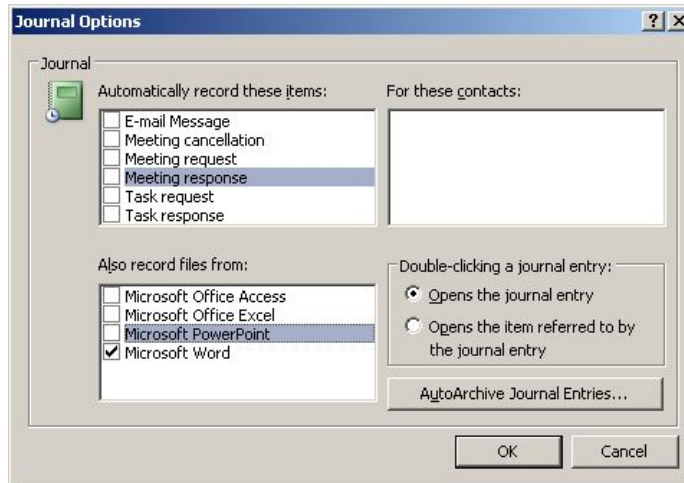 Journal Options
Journal
Automatically record these items:
For these contacts:
E-mail Message
Meeting cancellation
Meeting request
Meeting response
Task request
Task response
Also record files from:
Double-clicking a journal entry:
Microsoft Office Access
Microsoft Office Excel
Microsoft PowerPoint
Microsoft Word
Opens the journal entry
Opens the item referred to by
the journal entry
AutoArchive Journal Entries...
OK
Cancel